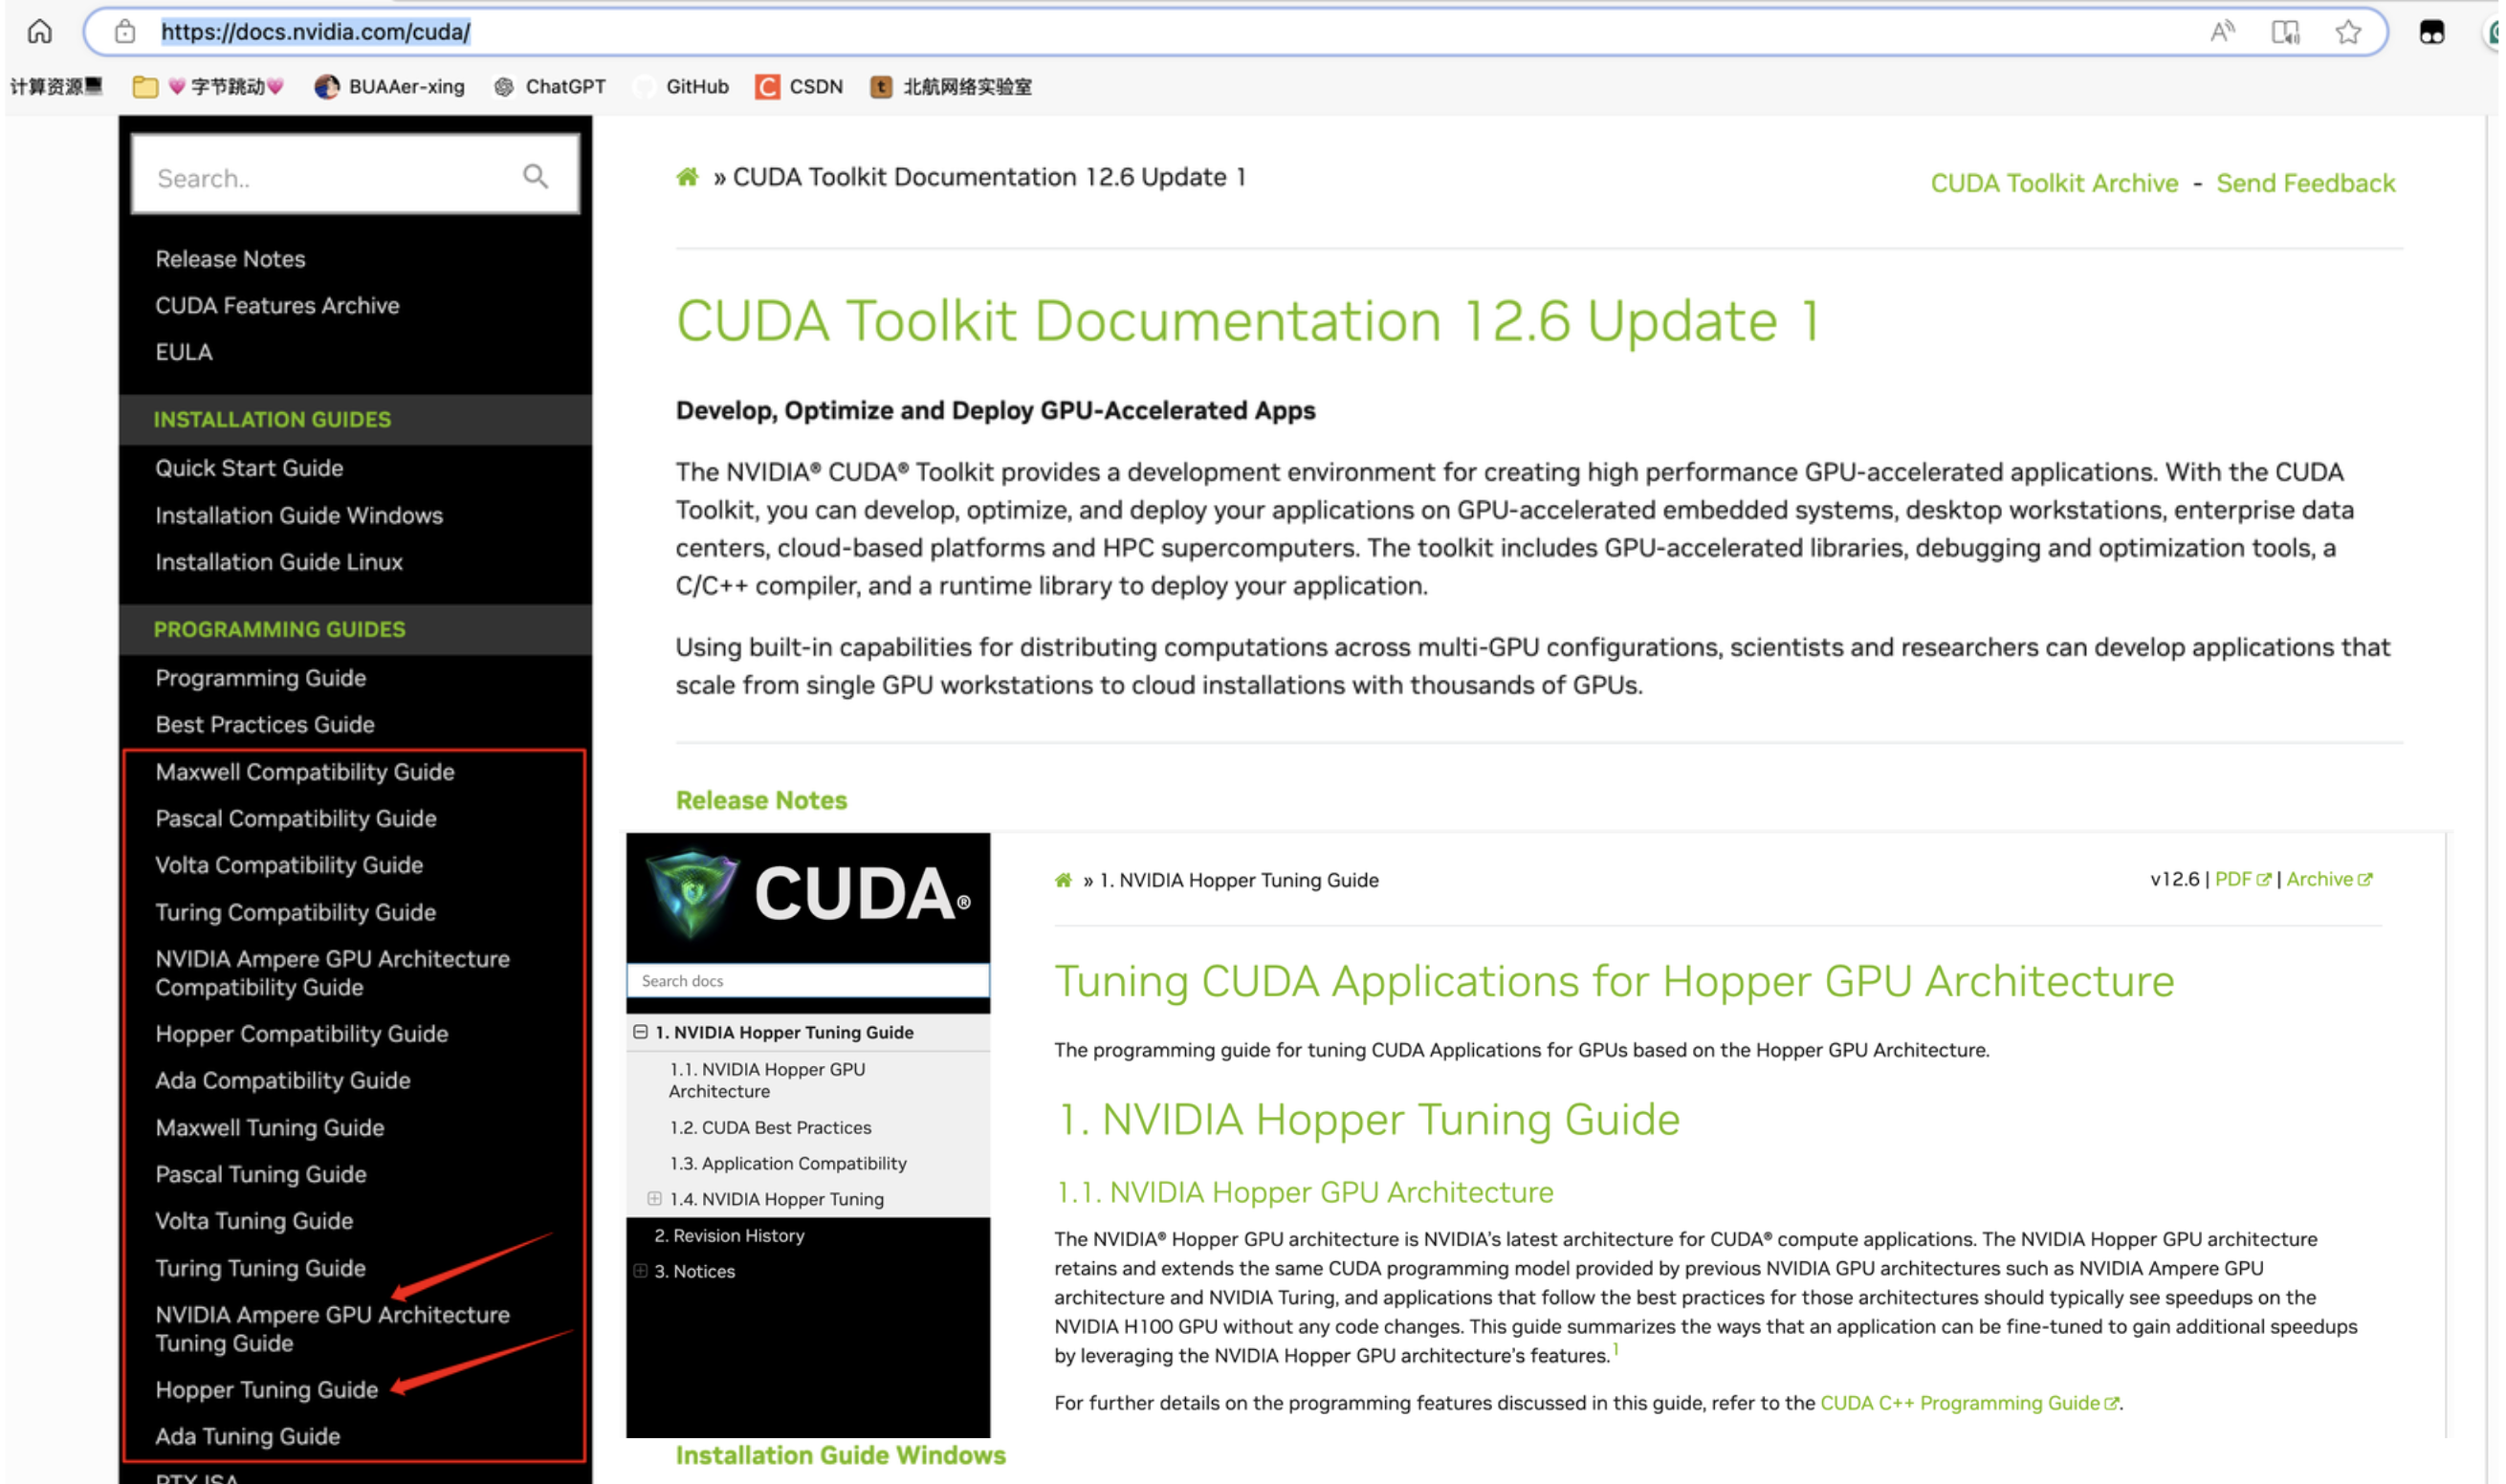 https://docs.nvidia.com/cuda/
计算资源 字节跳动 BUAAer-xing ChatGPT GitHub CSDN 北航网络实验室
Search..
Release Notes
CUDA Features Archive
EULA
INSTALLATION GUIDES
Quick Start Guide
Installation Guide Windows
Installation Guide Linux
PROGRAMMING GUIDES
Programming Guide
Best Practices Guide
Maxwell Compatibility Guide
Pascal Compatibility Guide
Volta Compatibility Guide
Turing Compatibility Guide
NVIDIA Ampere GPU Architecture
Compatibility Guide
Hopper Compatibility Guide
Ada Compatibility Guide
Maxwell Tuning Guide
Pascal Tuning Guide
Volta Tuning Guide
Turing Tuning Guide
NVIDIA Ampere GPU Architecture
Tuning Guide
Hopper Tuning Guide
Ada Tuning Guide
PTX ISA
» CUDA Toolkit Documentation 12.6 Update 1
CUDA Toolkit Archive - Send Feedback
CUDA Toolkit Documentation 12.6 Update 1
Develop, Optimize and Deploy GPU-Accelerated Apps
The NVIDIA® CUDA® Toolkit provides a development environment for creating high performance GPU-accelerated applications. With the CUDA
Toolkit, you can develop, optimize, and deploy your applications on GPU-accelerated embedded systems, desktop workstations, enterprise data
centers, cloud-based platforms and HPC supercomputers. The toolkit includes GPU-accelerated libraries, debugging and optimization tools, a
C/C++ compiler, and a runtime library to deploy your application.
Using built-in capabilities for distributing computations across multi-GPU configurations, scientists and researchers can develop applications that
scale from single GPU workstations to cloud installations with thousands of GPUs.
Release Notes
CUDA®
Search docs
1. NVIDIA Hopper Tuning Guide
1.1. NVIDIA Hopper GPU
Architecture
1.2. CUDA Best Practices
1.3. Application Compatibility
1.4. NVIDIA Hopper Tuning
2. Revision History
3. Notices
» 1. NVIDIA Hopper Tuning Guide
v12.6 | PDF | Archive
Tuning CUDA Applications for Hopper GPU Architecture
The programming guide for tuning CUDA Applications for GPUs based on the Hopper GPU Architecture.
1. NVIDIA Hopper Tuning Guide
1.1. NVIDIA Hopper GPU Architecture
The NVIDIA® Hopper GPU architecture is NVIDIA's latest architecture for CUDA® compute applications. The NVIDIA Hopper GPU architecture
retains and extends the same CUDA programming model provided by previous NVIDIA GPU architectures such as NVIDIA Ampere GPU
architecture and NVIDIA Turing, and applications that follow the best practices for those architectures should typically see speedups on the
NVIDIA H100 GPU without any code changes. This guide summarizes the ways that an application can be fine-tuned to gain additional speedups
by leveraging the NVIDIA Hopper GPU architecture's features.1
For further details on the programming features discussed in this guide, refer to the CUDA C++ Programming Guide.
Installation Guide Windows